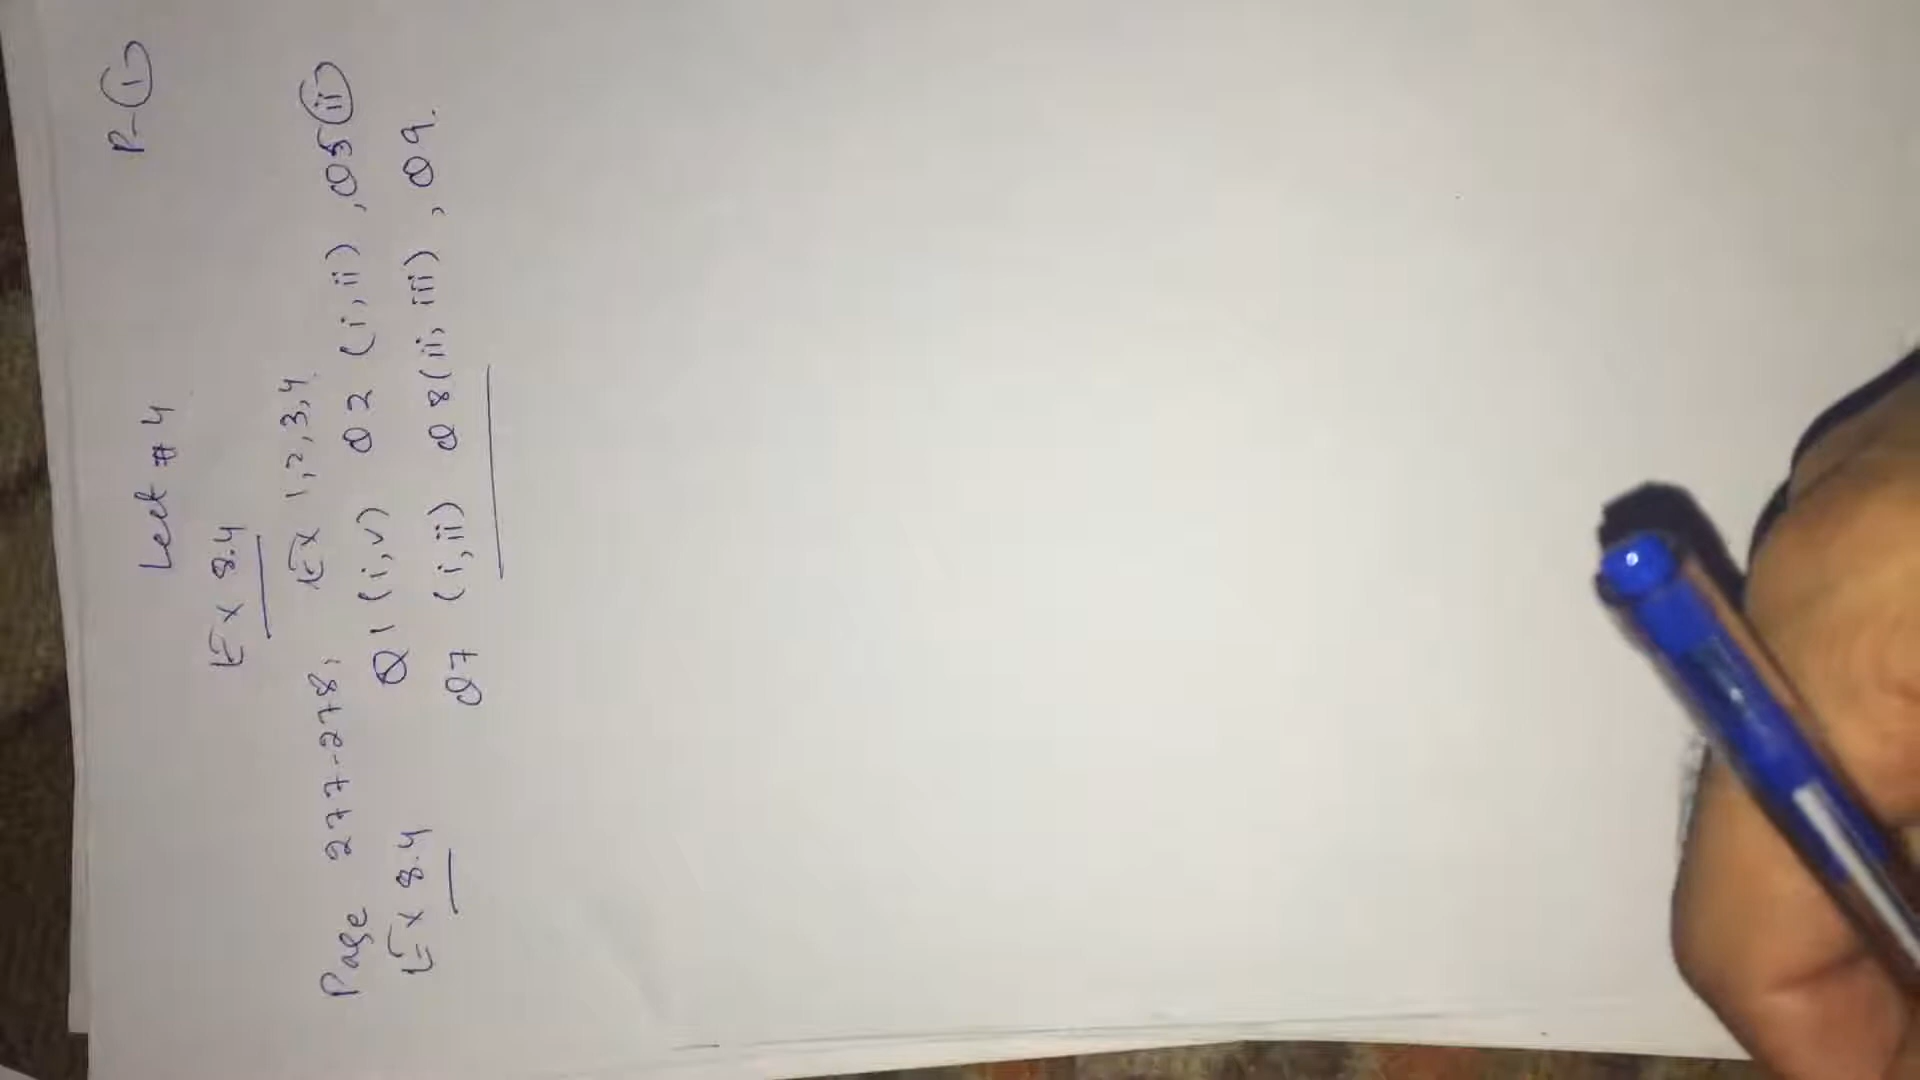 P-(1)
Lect # 4
Ex 8.4
Page 277-278, Ex 1,2,3,4.
Ex 8.4 Q1(i,v) Q2(i,ii), Q5(ii)
Q7(i,ii) Q8(ii,iii), Q9.